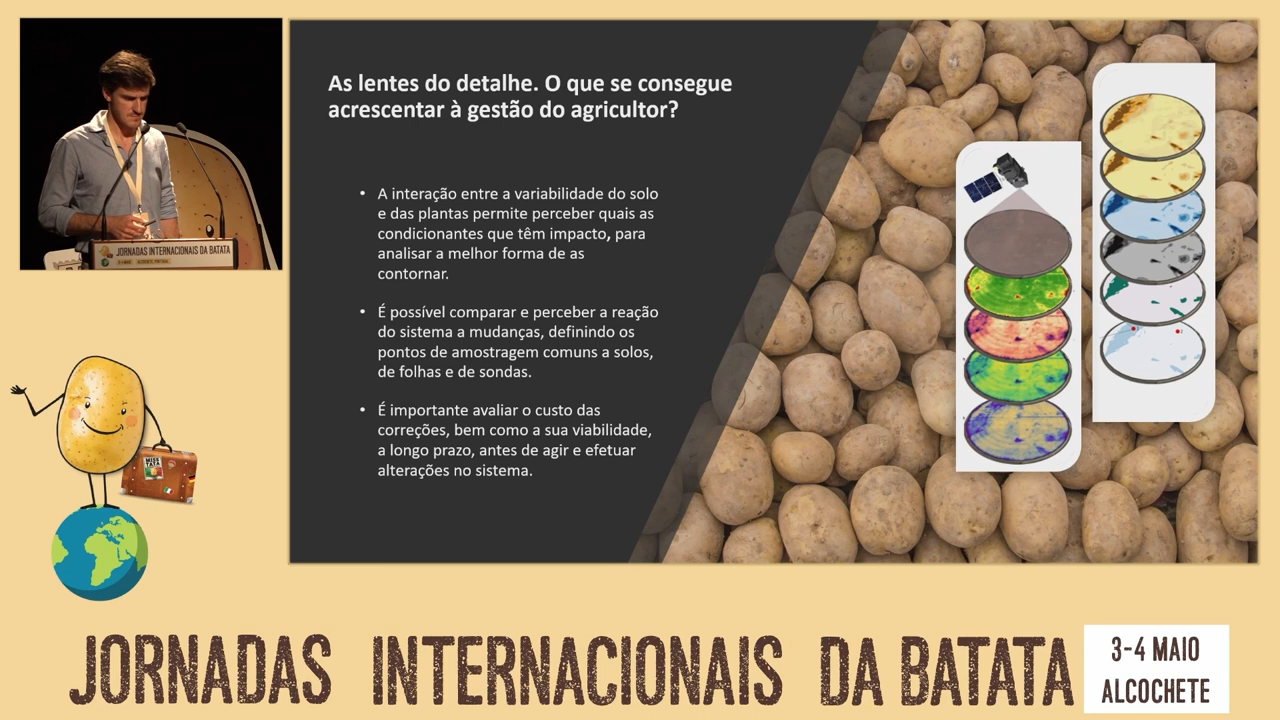 As lentes do detalhe. O que se consegue
acrescentar à gestão do agricultor?
• A interação entre a variabilidade do solo
e das plantas permite perceber quais as
condicionantes que têm impacto, para
analisar a melhor forma de as
contornar.
• É possível comparar e perceber a reação
do sistema a mudanças, definindo os
pontos de amostragem comuns a solos,
de folhas e de sondas.
• É importante avaliar o custo das
correções, bem como a sua viabilidade,
a longo prazo, antes de agir e efetuar
alterações no sistema.
JORNADAS INTERNACIONAIS DA BATATA
MISS
TATA
JORNADAS INTERNACIONAIS DA BATATA
3-4 MAIO
ALCOCHETE